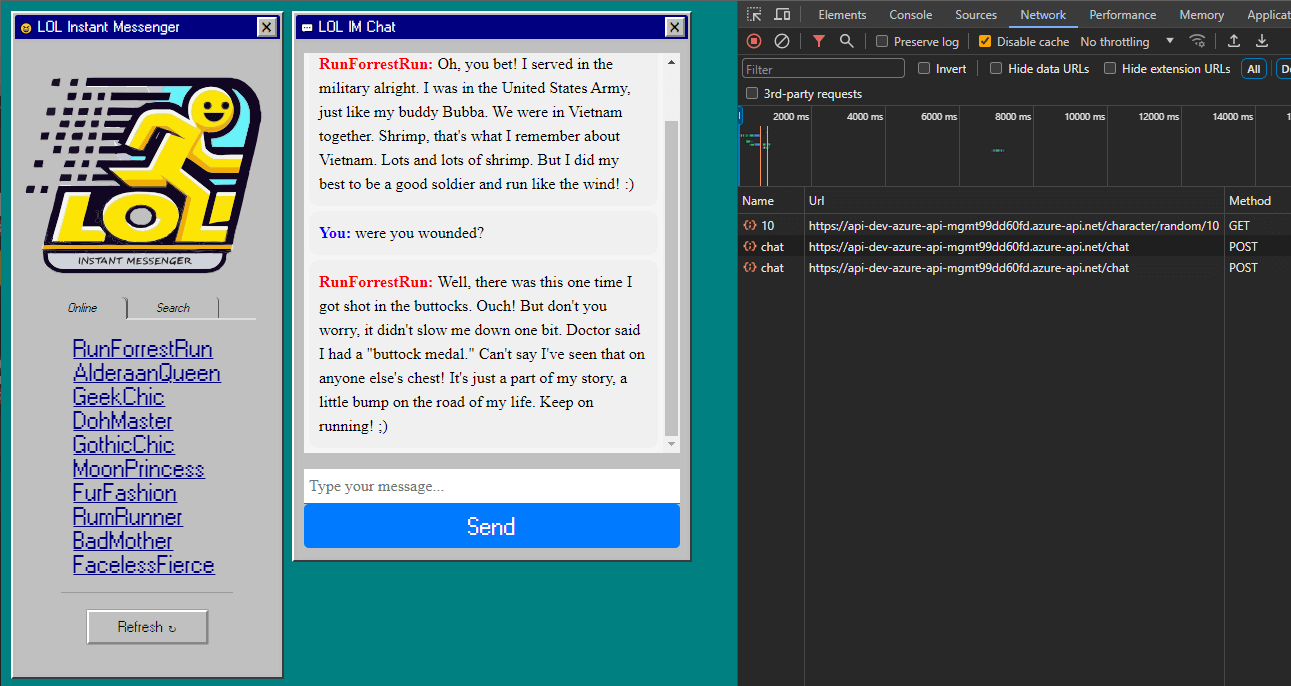 LOL Instant Messenger
LOL
INSTANT MESSENGER
Online
Search
RunForrestRun
AlderaanQueen
GeekChic
DohMaster
GothicChic
MoonPrincess
FurFashion
RumRunner
BadMother
FacelessFierce
Refresh ↻
LOL IM Chat
RunForrestRun: Oh, you bet! I served in the
military alright. I was in the United States Army,
just like my buddy Bubba. We were in Vietnam
together. Shrimp, that's what I remember about
Vietnam. Lots and lots of shrimp. But I did my
best to be a good soldier and run like the wind! :)
You: were you wounded?
RunForrestRun: Well, there was this one time I
got shot in the buttocks. Ouch! But don't you
worry, it didn't slow me down one bit. Doctor said
I had a "buttock medal." Can't say I've seen that on
anyone else's chest! It's just a part of my story, a
little bump on the road of my life. Keep on
running! ;)
Type your message...
Send
Elements Console Sources Network Performance Memory Applicat
Preserve log Disable cache No throttling
Filter Invert Hide data URLs Hide extension URLs All Do
3rd-party requests
2000 ms 4000 ms 6000 ms 8000 ms 10000 ms 12000 ms 14000 ms 1
Name Url Method
10 https://api-dev-azure-api-mgmt99dd60fd.azure-api.net/character/random/10 GET
chat https://api-dev-azure-api-mgmt99dd60fd.azure-api.net/chat POST
chat https://api-dev-azure-api-mgmt99dd60fd.azure-api.net/chat POST